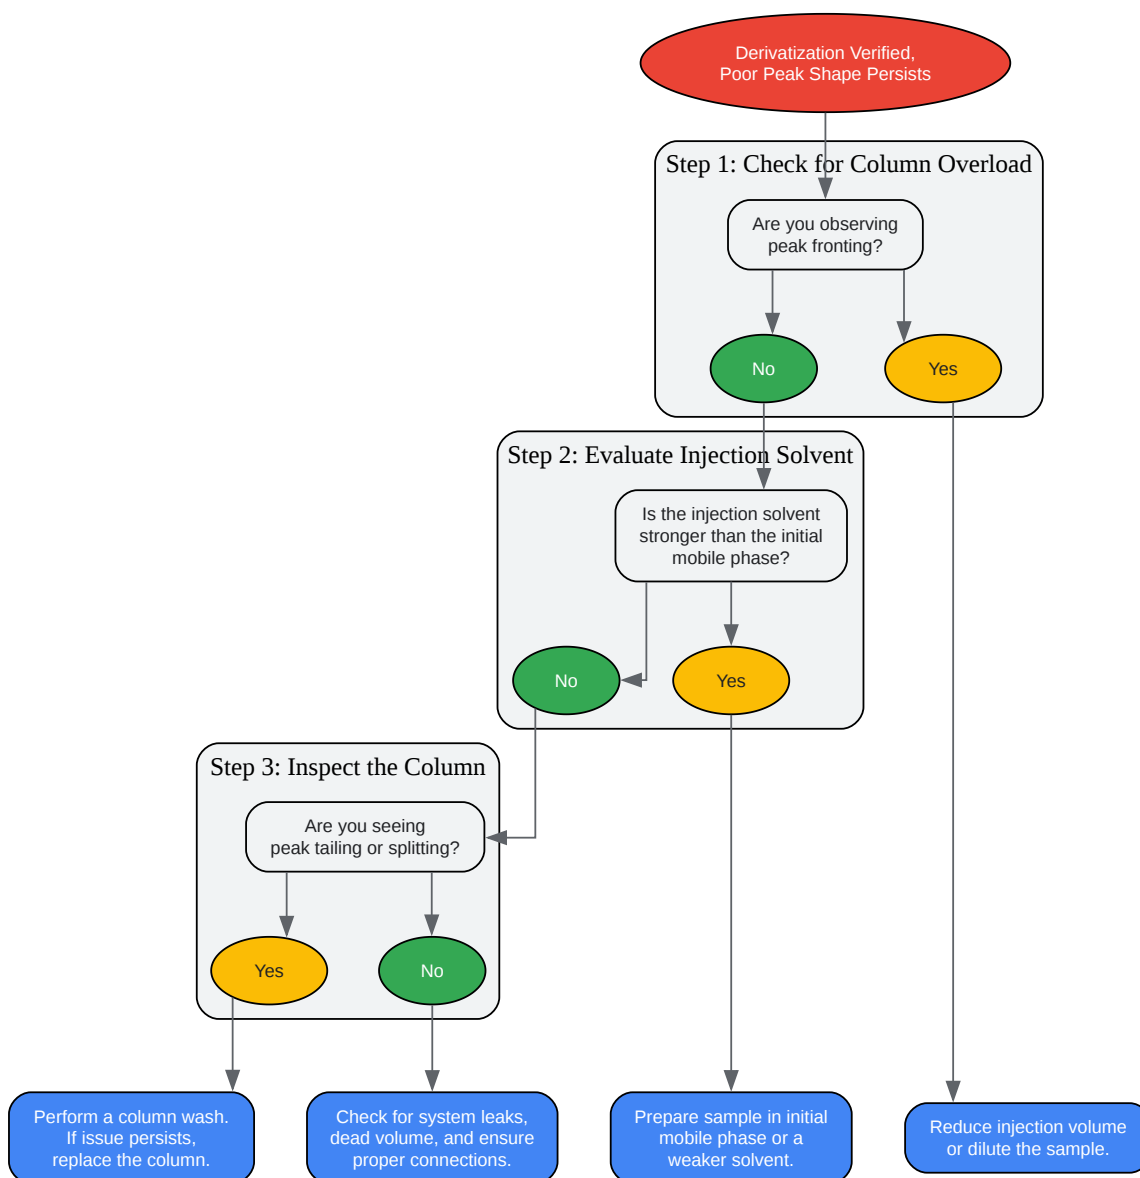 Derivatization Verified,
Poor Peak Shape Persists
Step 1: Check for Column Overload
Are you observing
peak fronting?
No
Yes
Step 2: Evaluate Injection Solvent
Is the injection solvent
stronger than the initial
mobile phase?
No
Yes
Step 3: Inspect the Column
Are you seeing
peak tailing or splitting?
Yes
No
Perform a column wash.
If issue persists,
replace the column.
Check for system leaks,
dead volume, and ensure
proper connections.
Prepare sample in initial
mobile phase or a
weaker solvent.
Reduce injection volume
or dilute the sample.